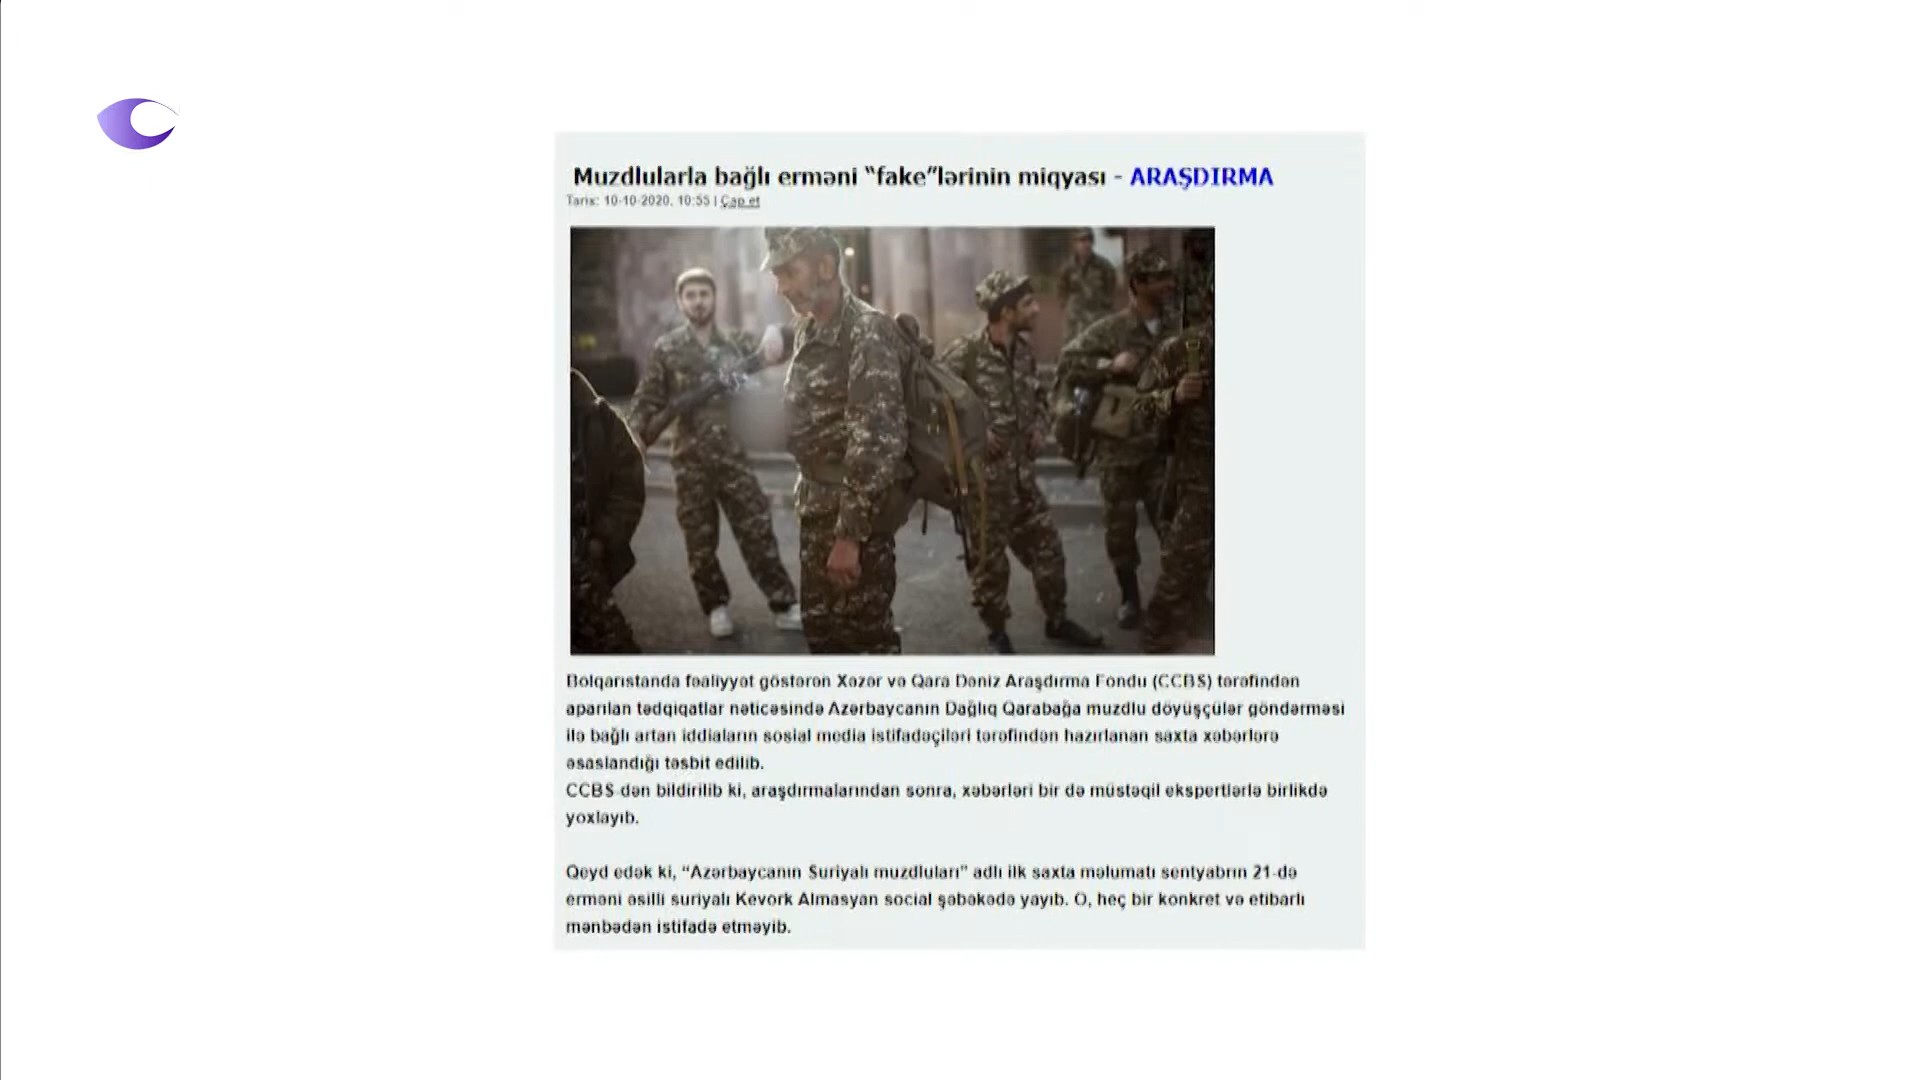 Muzdlularla bağlı erməni “fake”lərinin miqyası - ARAŞDIRMA
Tarix: 10-10-2020, 10:55 | Çap et
Bolqarıstanda fəaliyyət göstərən Xəzər və Qara Dəniz Araşdırma Fondu (CCBS) tərəfindən
aparılan tədqiqatlar nəticəsində Azərbaycanın Dağlıq Qarabağa muzdlu döyüşçülər göndərməsi
ilə bağlı artan iddiaların sosial media istifadəçiləri tərəfindən hazırlanan saxta xəbərlərə
əsaslandığı təsbit edilib.
CCBS-dən bildirilib ki, araşdırmalarından sonra, xəbərləri bir də müstəqil ekspertlərlə birlikdə
yoxlayıb.
Qeyd edək ki, “Azərbaycanın Suriyalı muzdluları” adlı ilk saxta məlumatı sentyabrın 21-də
erməni əsilli suriyalı Kevork Almasyan social şəbəkədə yayıb. O, heç bir konkret və etibarlı
mənbədən istifadə etməyib.